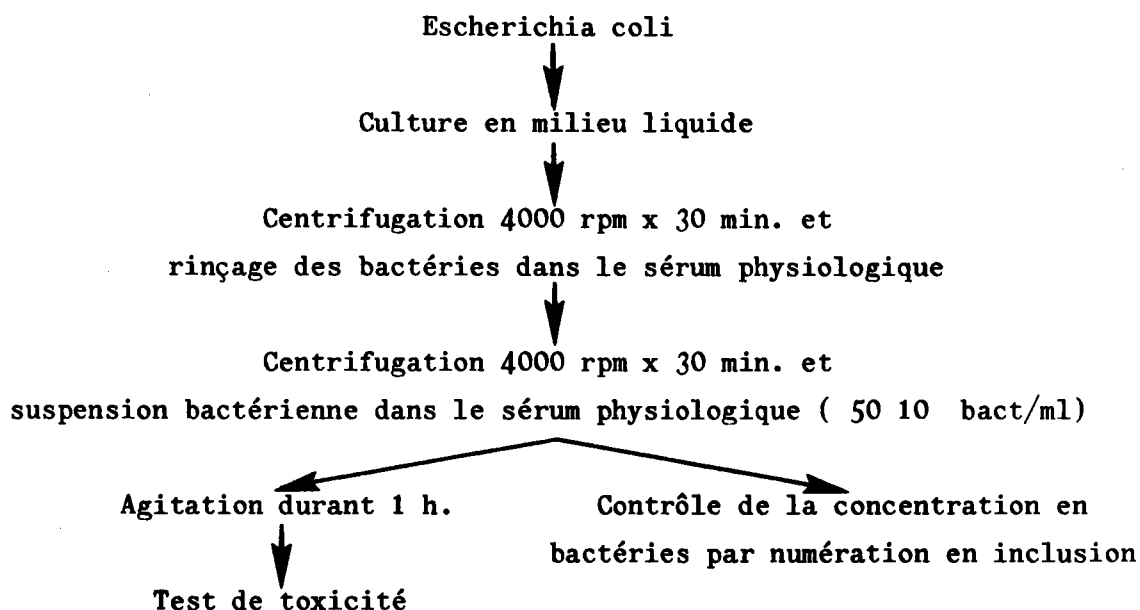 Escherichia coli
Culture en milieu liquide
Centrifugation 4000 rpm x 30 min. et
rinçage des bactéries dans le sérum physiologique
Centrifugation 4000 rpm x 30 min. et
suspension bactérienne dans le sérum physiologique ( 50 10 bact/ml)
Agitation durant 1 h.
Contrôle de la concentration en
bactéries par numération en inclusion
Test de toxicité